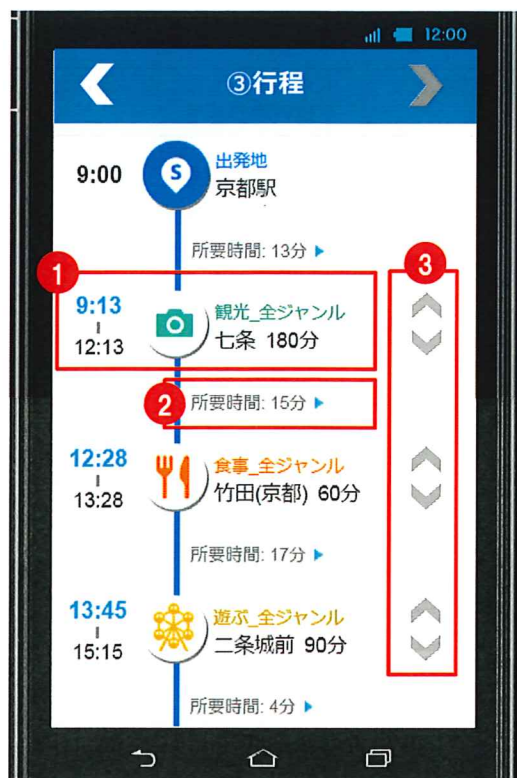 12:00
③行程
9:00
S
出発地
京都駅
所要時間: 13分
1
3
9:13
12:13
観光_全ジャンル
七条 180分
2
所要時間: 15分
12:28
13:28
食事_全ジャンル
竹田(京都) 60分
所要時間: 17分
13:45
15:15
遊ぶ_全ジャンル
二条城前 90分
所要時間: 4分